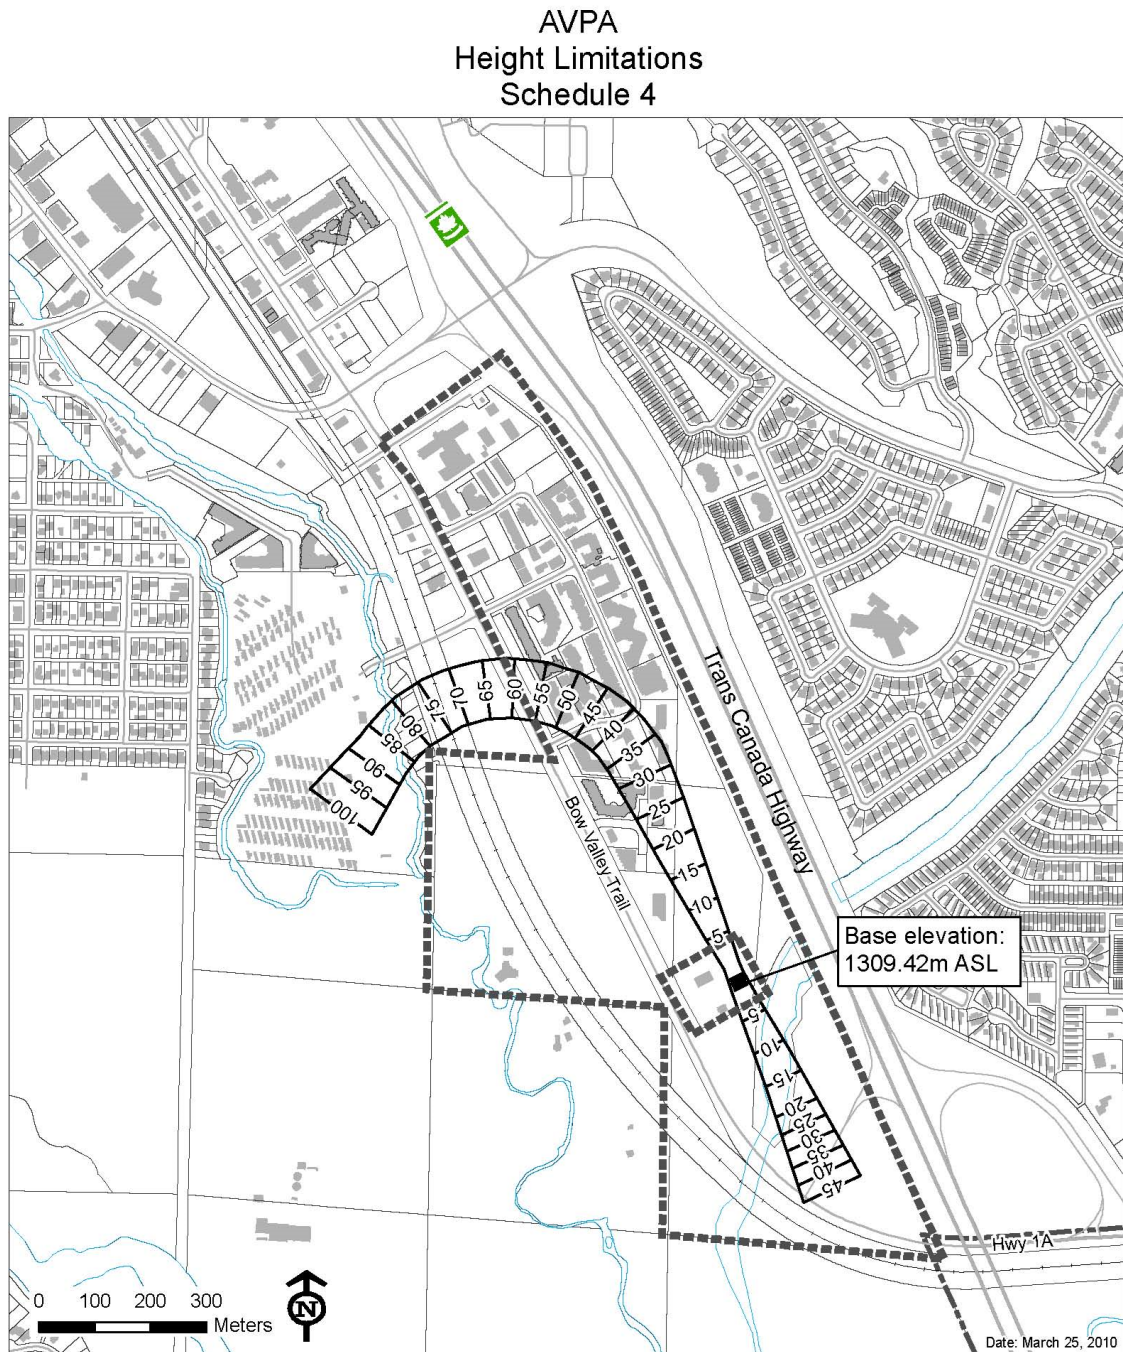 AVPA
Height Limitations
Schedule 4
Trans Canada Highway
Bow Valley Trail
100
95
90
85
80
75
70
65
60
55
50
45
40
35
30
25
20
15
10
5
Base elevation:
1309.42m ASL
5
10
15
20
25
30
35
40
45
Hwy 1A
0 100 200 300
Meters
N
Date: March 25, 2010